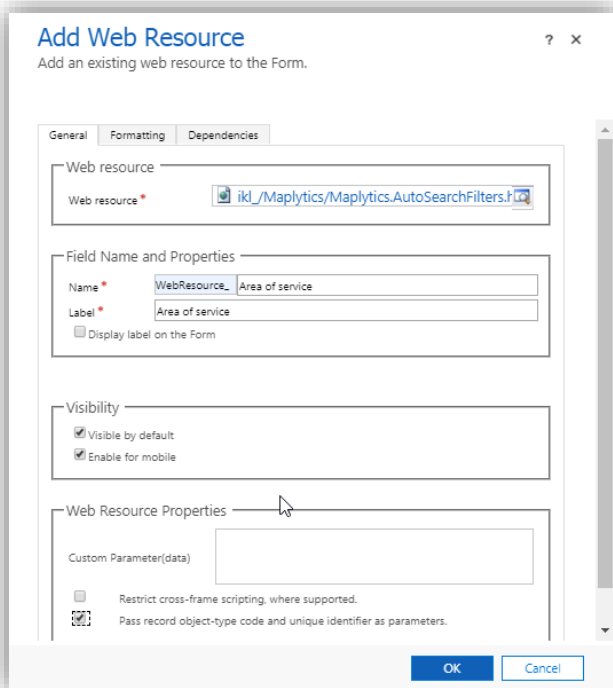 Add Web Resource ? ×
Add an existing web resource to the Form.
General Formatting Dependencies
Web resource
Web resource * ikl_/Maplytics/Maplytics.AutoSearchFilters.h
Field Name and Properties
Name * WebResource_ Area of service
Label * Area of service
Display label on the Form
Visibility
Visible by default
Enable for mobile
Web Resource Properties
Custom Parameter(data)
Restrict cross-frame scripting, where supported.
Pass record object-type code and unique identifier as parameters.
OK Cancel